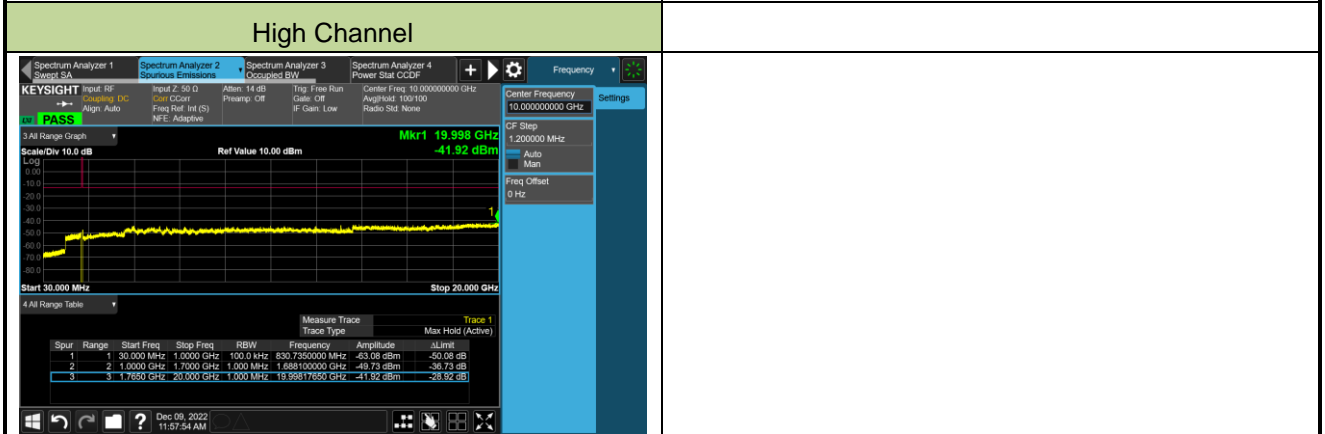 High Channel
Spectrum Analyzer 1 Swept SA
Spectrum Analyzer 2 Spurious Emissions
Spectrum Analyzer 3 Occupied BW
Spectrum Analyzer 4 Power Stat CCDF
+
Frequency
KEYSIGHT Input: RF Input Z: 50 Ω Atten: 14 dB Trig: Free Run Center Freq: 10.000000000 GHz
Coupling: DC Corr CCorr Preamp: Off Gate: Off Avg|Hold: 100/100
Align: Auto Freq Ref: Int (S) IF Gain: Low Radio Std: None
PASS NFE: Adaptive
Center Frequency
10.000000000 GHz
Settings
CF Step
1.200000 MHz
Auto
Man
Freq Offset
0 Hz
3 All Range Graph Mkr1 19.998 GHz
Scale/Div 10.0 dB Ref Value 10.00 dBm -41.92 dBm
Log
0.00
-10.0
-20.0
-30.0
1
-40.0
-50.0
-60.0
-70.0
-80.0
Start 30.000 MHz Stop 20.000 GHz
4 All Range Table
Measure Trace Trace 1
Trace Type Max Hold (Active)
Spur Range Start Freq Stop Freq RBW Frequency Amplitude ΔLimit
1 1 30.000 MHz 1.0000 GHz 100.0 kHz 830.7350000 MHz -63.08 dBm -50.08 dB
2 2 1.0000 GHz 1.7000 GHz 1.000 MHz 1.688100000 GHz -49.73 dBm -36.73 dB
3 3 1.7650 GHz 20.000 GHz 1.000 MHz 19.99817650 GHz -41.92 dBm -28.92 dB
? Dec 09, 2022
11:57:54 AM